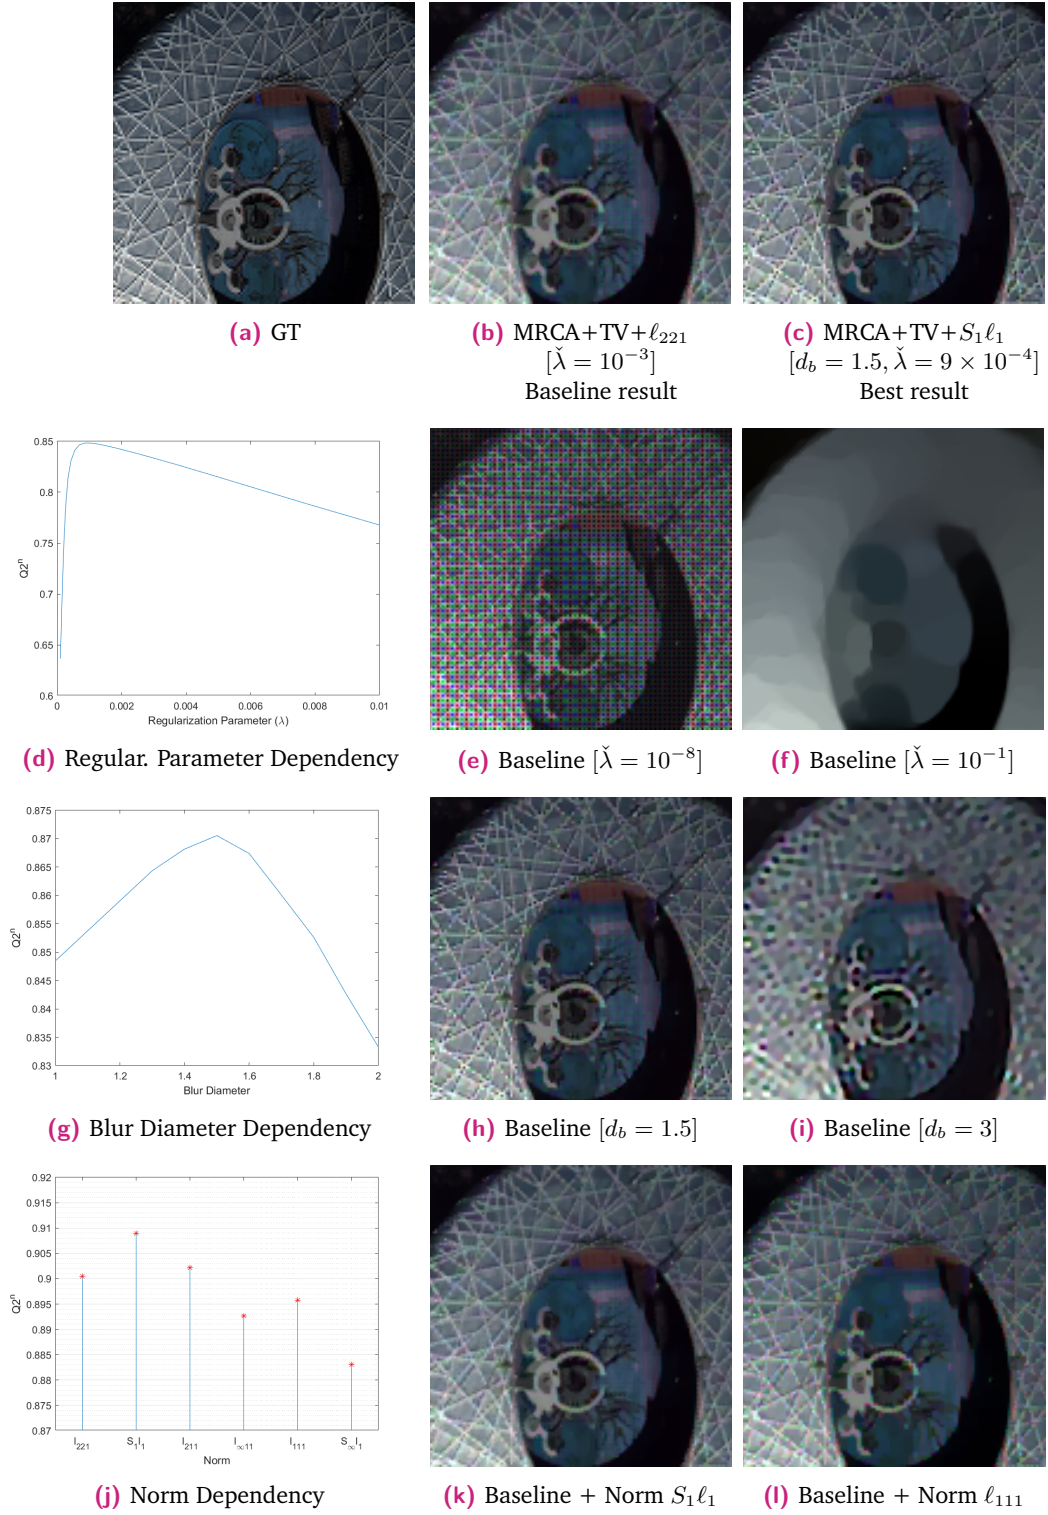 (a) GT
(b) MRCA+TV+ℓ₂₂₁
[λ̌ = 10⁻³]
Baseline result
(c) MRCA+TV+S₁ℓ₁
[d_b = 1.5, λ̌ = 9 × 10⁻⁴]
Best result
0.85
0.8
0.75
0.7
0.65
0.6
Q2ⁿ
0
0.002
0.004
0.006
0.008
0.01
Regularization Parameter (λ)
(d) Regular. Parameter Dependency
(e) Baseline [λ̌ = 10⁻⁸]
(f) Baseline [λ̌ = 10⁻¹]
0.875
0.87
0.865
0.86
0.855
0.85
0.845
0.84
0.835
0.83
Q2ⁿ
1
1.2
1.4
1.6
1.8
2
Blur Diameter
(g) Blur Diameter Dependency
(h) Baseline [d_b = 1.5]
(i) Baseline [d_b = 3]
0.92
0.915
0.91
0.905
0.9
0.895
0.89
0.885
0.88
0.875
0.87
Q2ⁿ
l₂₂₁
S₁l₁
l₂₁₁
l_∞11
l₁₁₁
S_∞l₁
Norm
(j) Norm Dependency
(k) Baseline + Norm S₁ℓ₁
(l) Baseline + Norm ℓ₁₁₁